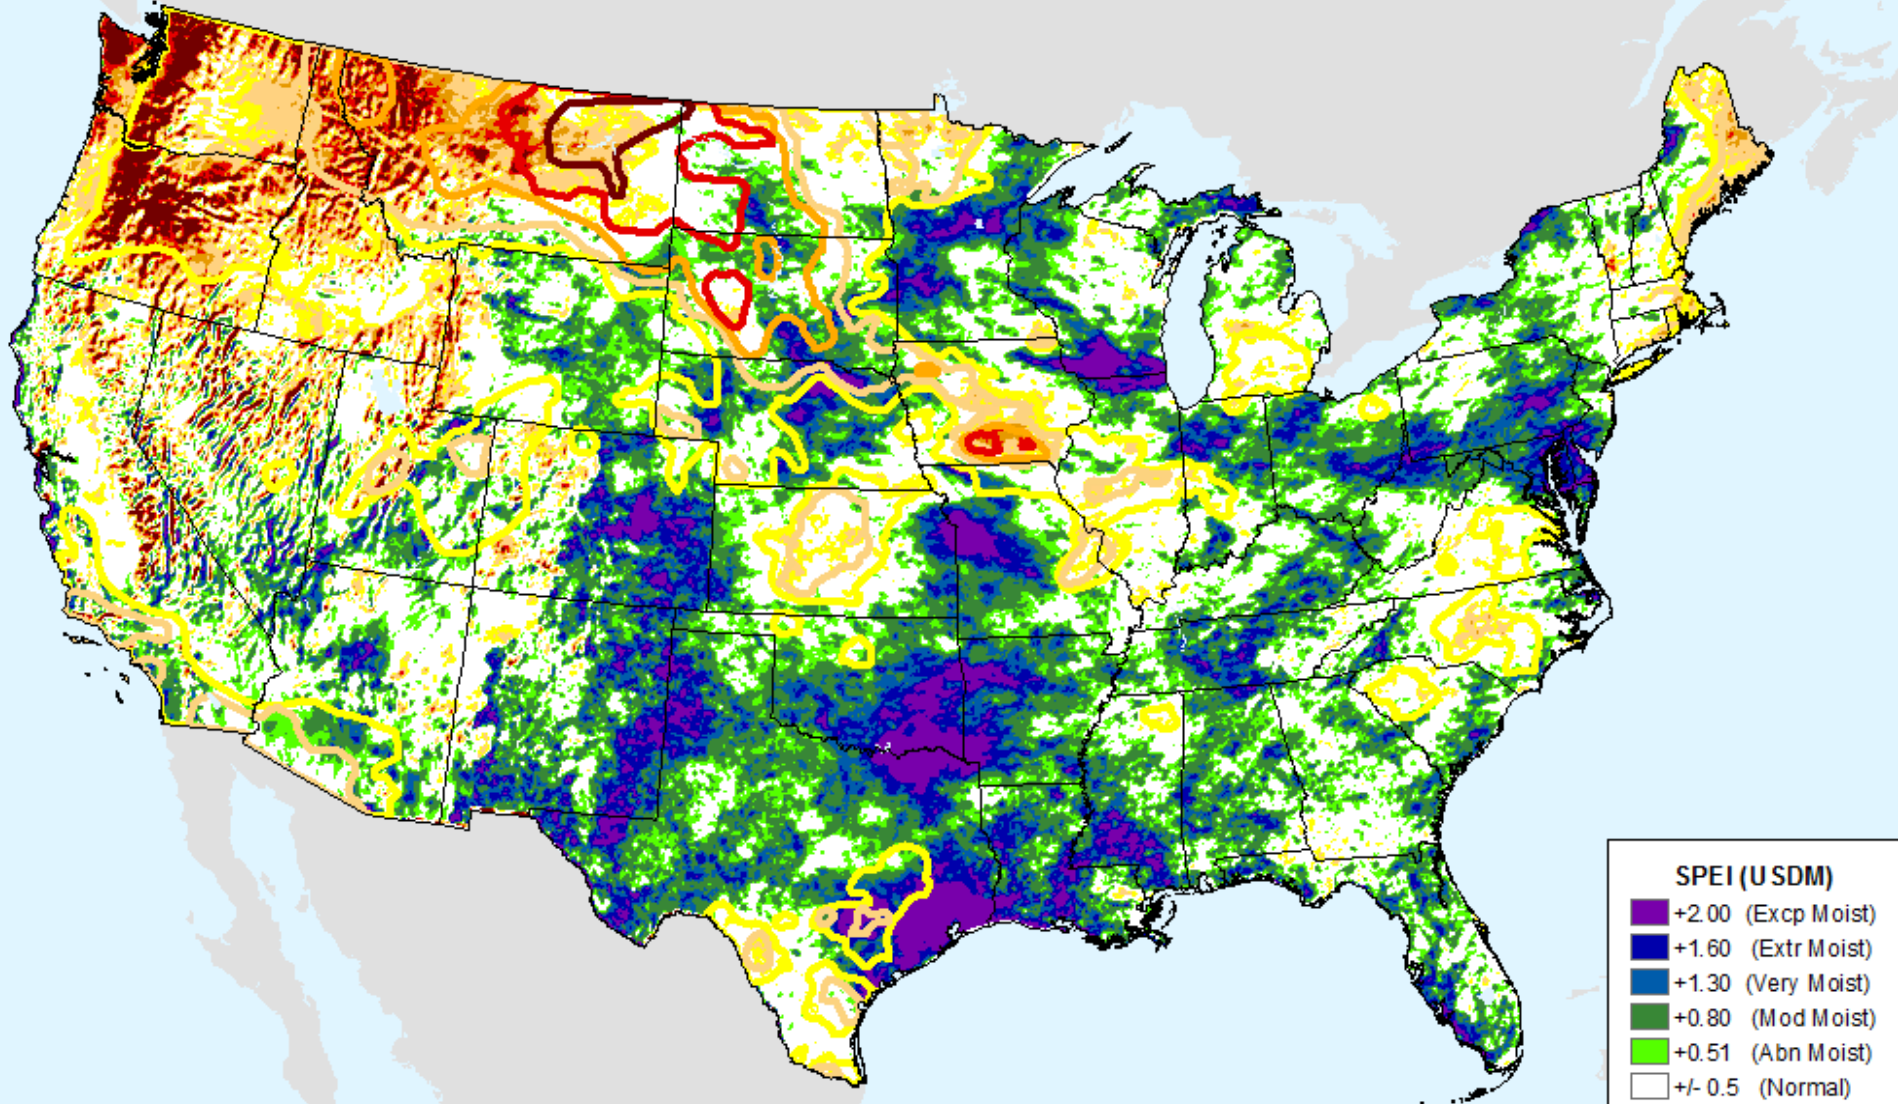 SPEI (USDM)
+2.00 (Excp Moist)
+1.60 (Extr Moist)
+1.30 (Very Moist)
+0.80 (Mod Moist)
+0.51 (Abn Moist)
+/- 0.5 (Normal)